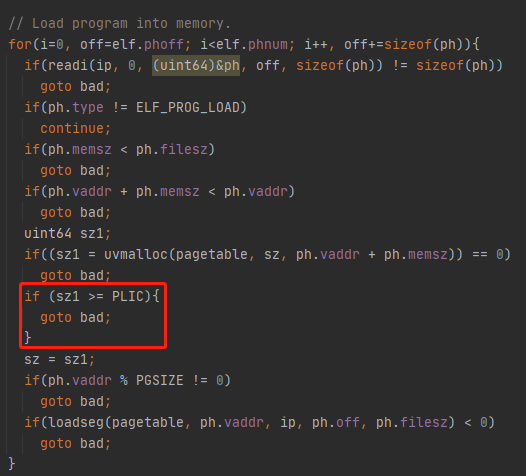 // Load program into memory.
for(i=0, off=elf.phoff; i<elf.phnum; i++, off+=sizeof(ph)){
if(readi(ip, 0, (uint64)&ph, off, sizeof(ph)) != sizeof(ph))
goto bad;
if(ph.type != ELF_PROG_LOAD)
continue;
if(ph.memsz < ph.filesz)
goto bad;
if(ph.vaddr + ph.memsz < ph.vaddr)
goto bad;
uint64 sz1;
if((sz1 = uvmalloc(pagetable, sz, ph.vaddr + ph.memsz)) == 0)
goto bad;
if (sz1 >= PLIC){
goto bad;
}
sz = sz1;
if(ph.vaddr % PGSIZE != 0)
goto bad;
if(loadseg(pagetable, ph.vaddr, ip, ph.off, ph.filesz) < 0)
goto bad;
}